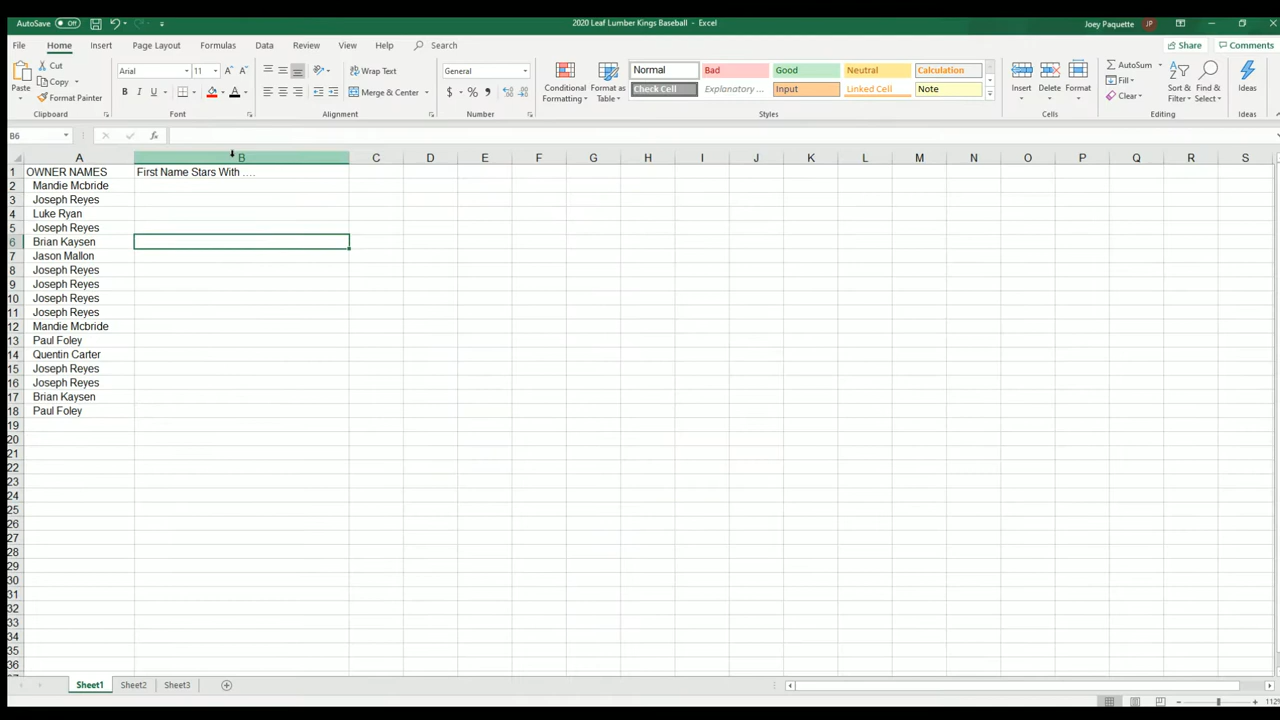 AutoSave Off
2020 Leaf Lumber Kings Baseball - Excel
Joey Paquette JP
File Home Insert Page Layout Formulas Data Review View Help Search Share Comments
Paste Cut Copy Format Painter Clipboard
Arial 11 B I U A Font
Wrap Text Merge & Center Alignment
General $ % Number
Conditional Formatting Format as Table
Normal Bad Good Neutral Calculation
Check Cell Explanatory ... Input Linked Cell Note
Styles
Insert Delete Format Cells
AutoSum Fill Clear Sort & Filter Find & Select Editing
Ideas Ideas
B6 fx
A B C D E F G H I J K L M N O P Q R S
1 OWNER NAMES First Name Stars With ....
2 Mandie Mcbride
3 Joseph Reyes
4 Luke Ryan
5 Joseph Reyes
6 Brian Kaysen
7 Jason Mallon
8 Joseph Reyes
9 Joseph Reyes
10 Joseph Reyes
11 Joseph Reyes
12 Mandie Mcbride
13 Paul Foley
14 Quentin Carter
15 Joseph Reyes
16 Joseph Reyes
17 Brian Kaysen
18 Paul Foley
19
20
21
22
23
24
25
26
27
28
29
30
31
32
33
34
35
36
Sheet1 Sheet2 Sheet3
112%